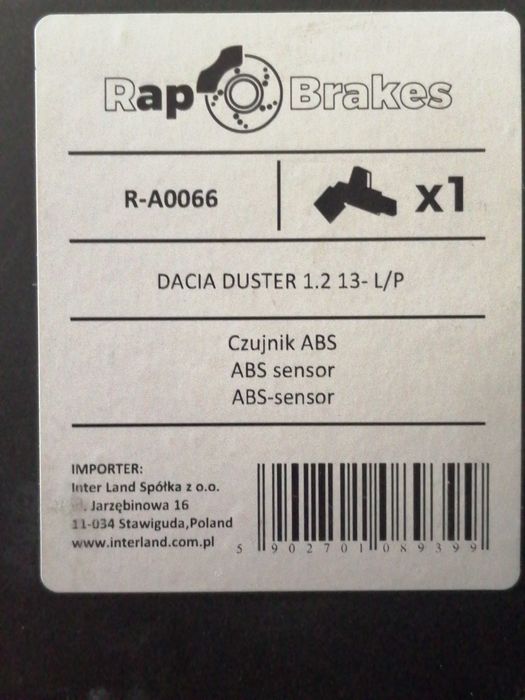 Rap Brakes
R-A0066
x1
DACIA DUSTER 1.2 13- L/P
Czujnik ABS
ABS sensor
ABS-sensor
IMPORTER:
Inter Land Spółka z o.o.
Jarzębinowa 16
11-034 Stawiguda,Poland
www.interland.com.pl
5 902701 089399